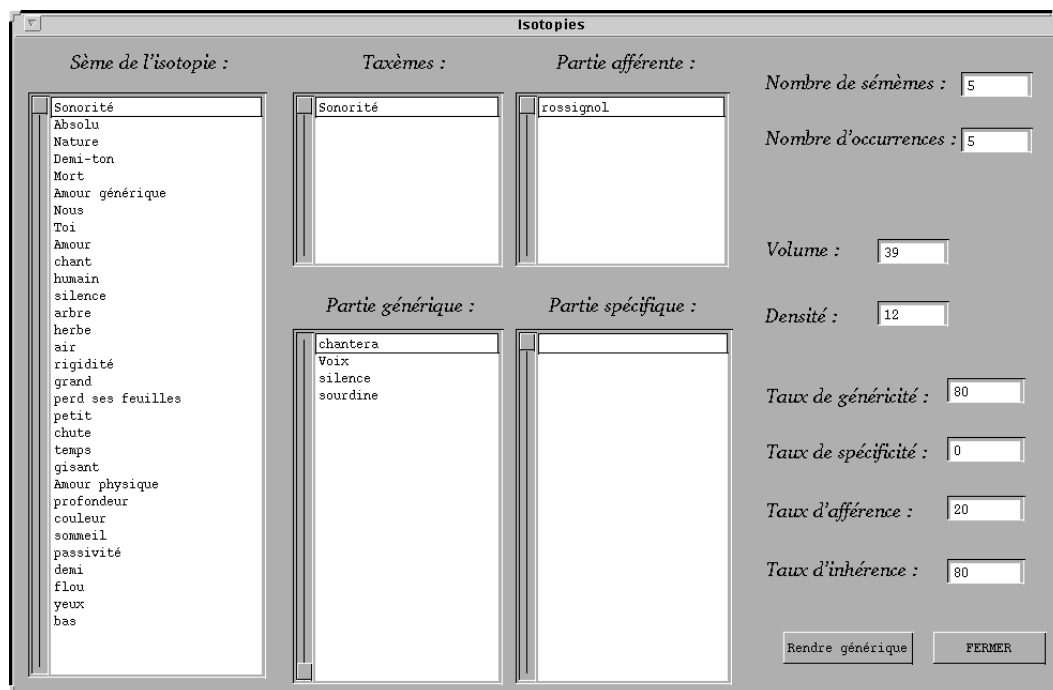 Isotopies
Sème de l'isotopie :
Sonorité
Absolu
Nature
Demi-ton
Mort
Amour générique
Nous
Toi
Amour
chant
humain
silence
arbre
herbe
air
rigidité
grand
perd ses feuilles
petit
chute
temps
gisant
Amour physique
profondeur
couleur
sommeil
passivité
demi
flou
yeux
bas
Taxèmes :
Sonorité
Partie afférente :
rossignol
Partie générique :
chantera
Voix
silence
sourdine
Partie spécifique :
Nombre de sémèmes : 5
Nombre d'occurrences : 5
Volume : 39
Densité : 12
Taux de généricité : 80
Taux de spécificité : 0
Taux d'afférence : 20
Taux d'inhérence : 80
Rendre générique
FERMER